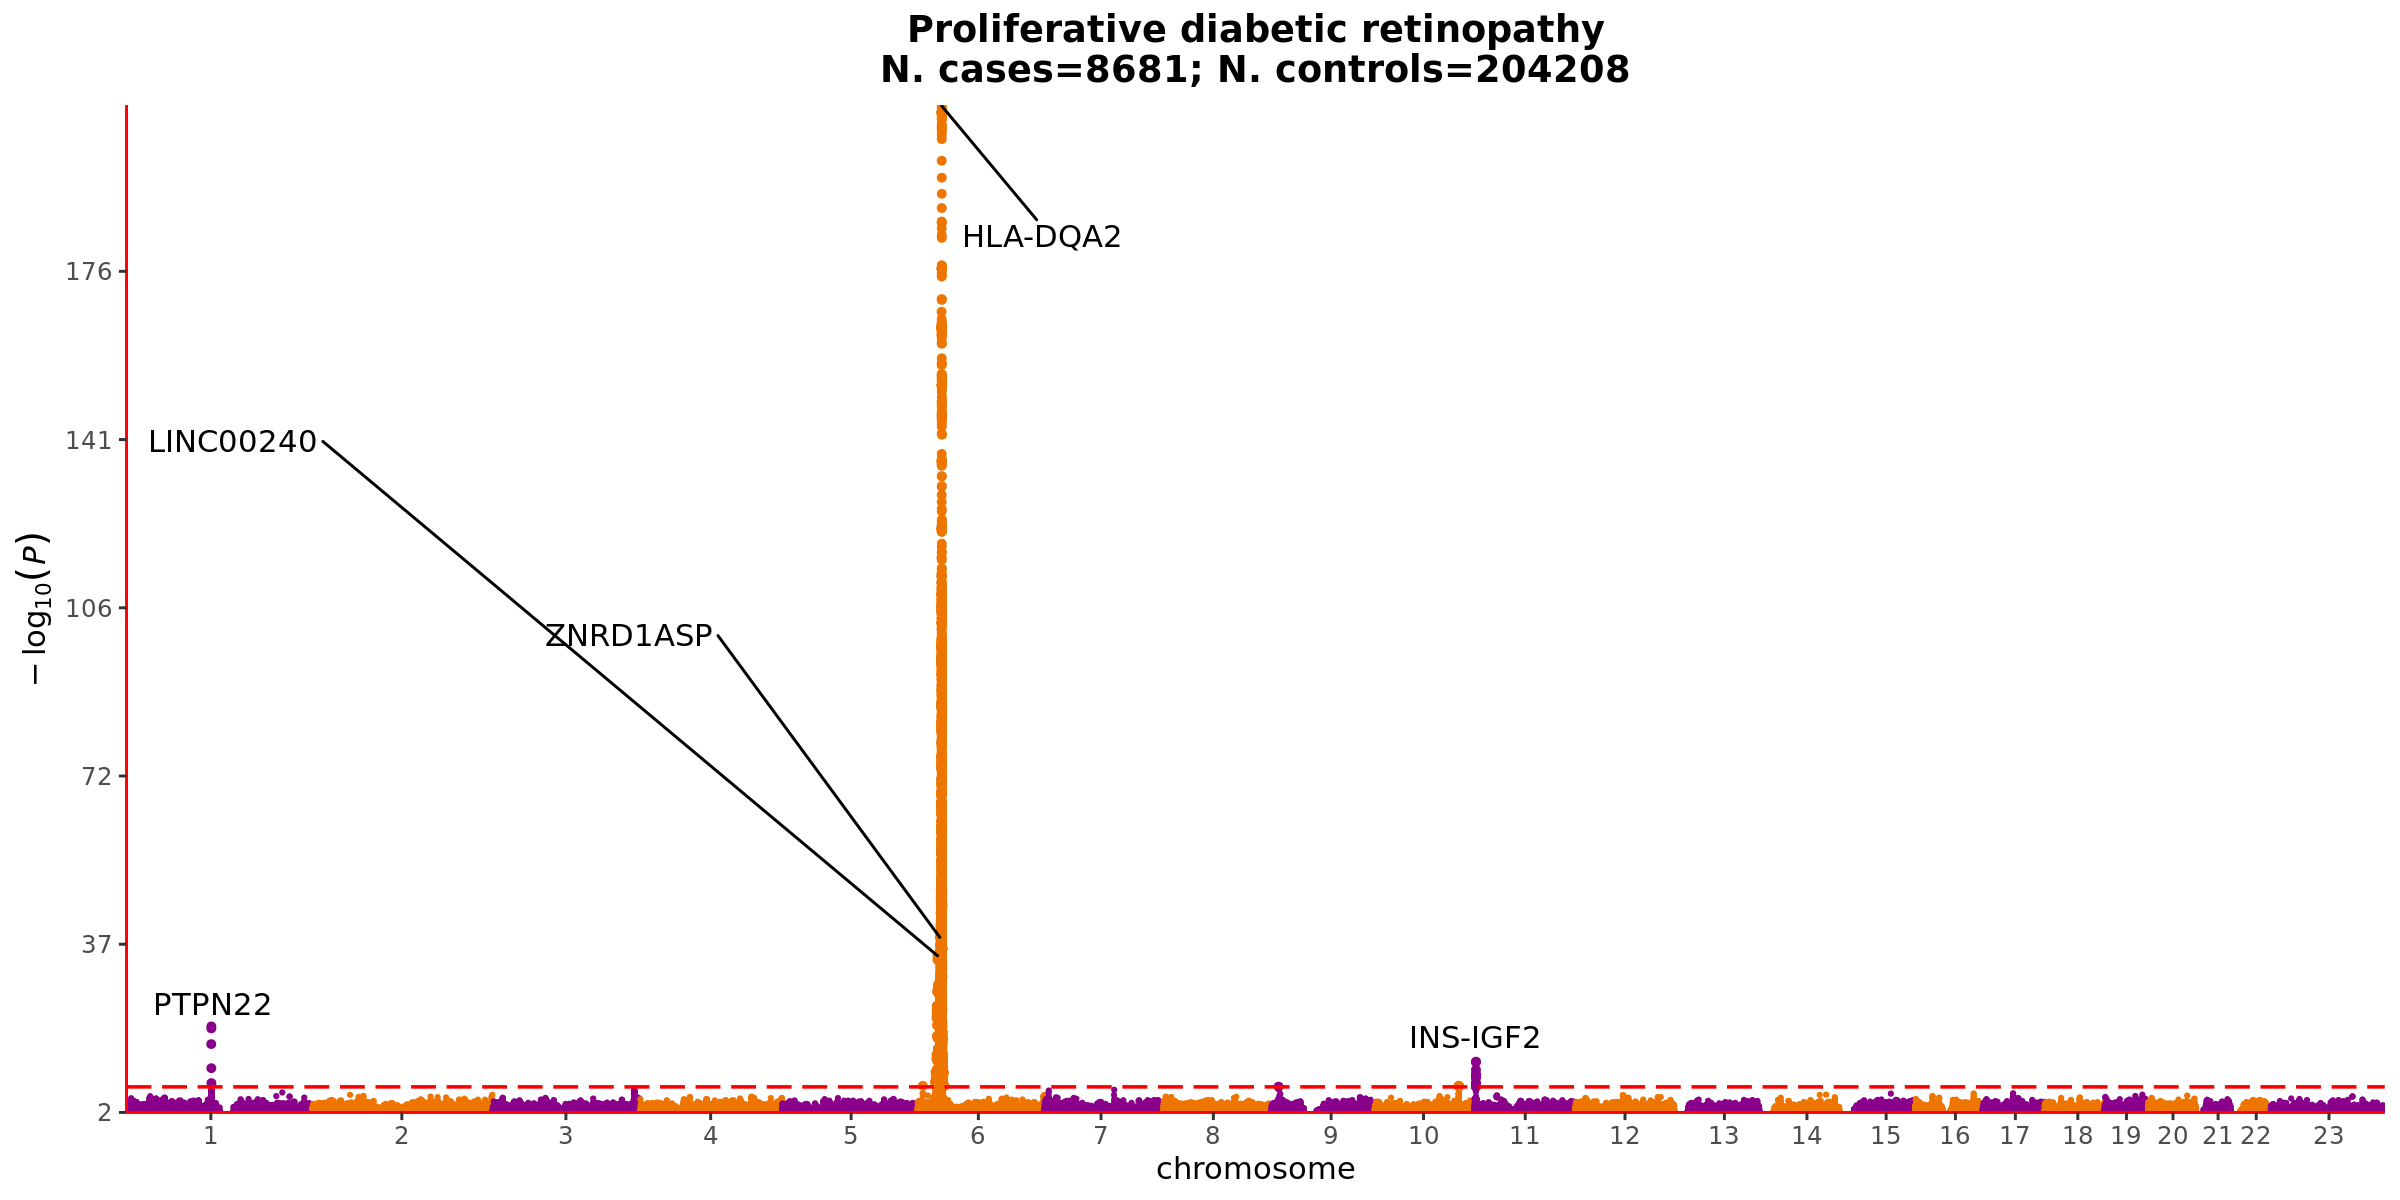 Proliferative diabetic retinopathy
N. cases=8681; N. controls=204208
HLA-DQA2
176
LINC00240
141
106
ZNRD1ASP
−log₁₀(P)
72
37
PTPN22
INS-IGF2
2
1 2 3 4 5 6 7 8 9 10 11 12 13 14 15 16 17 18 19 20 21 22 23
chromosome